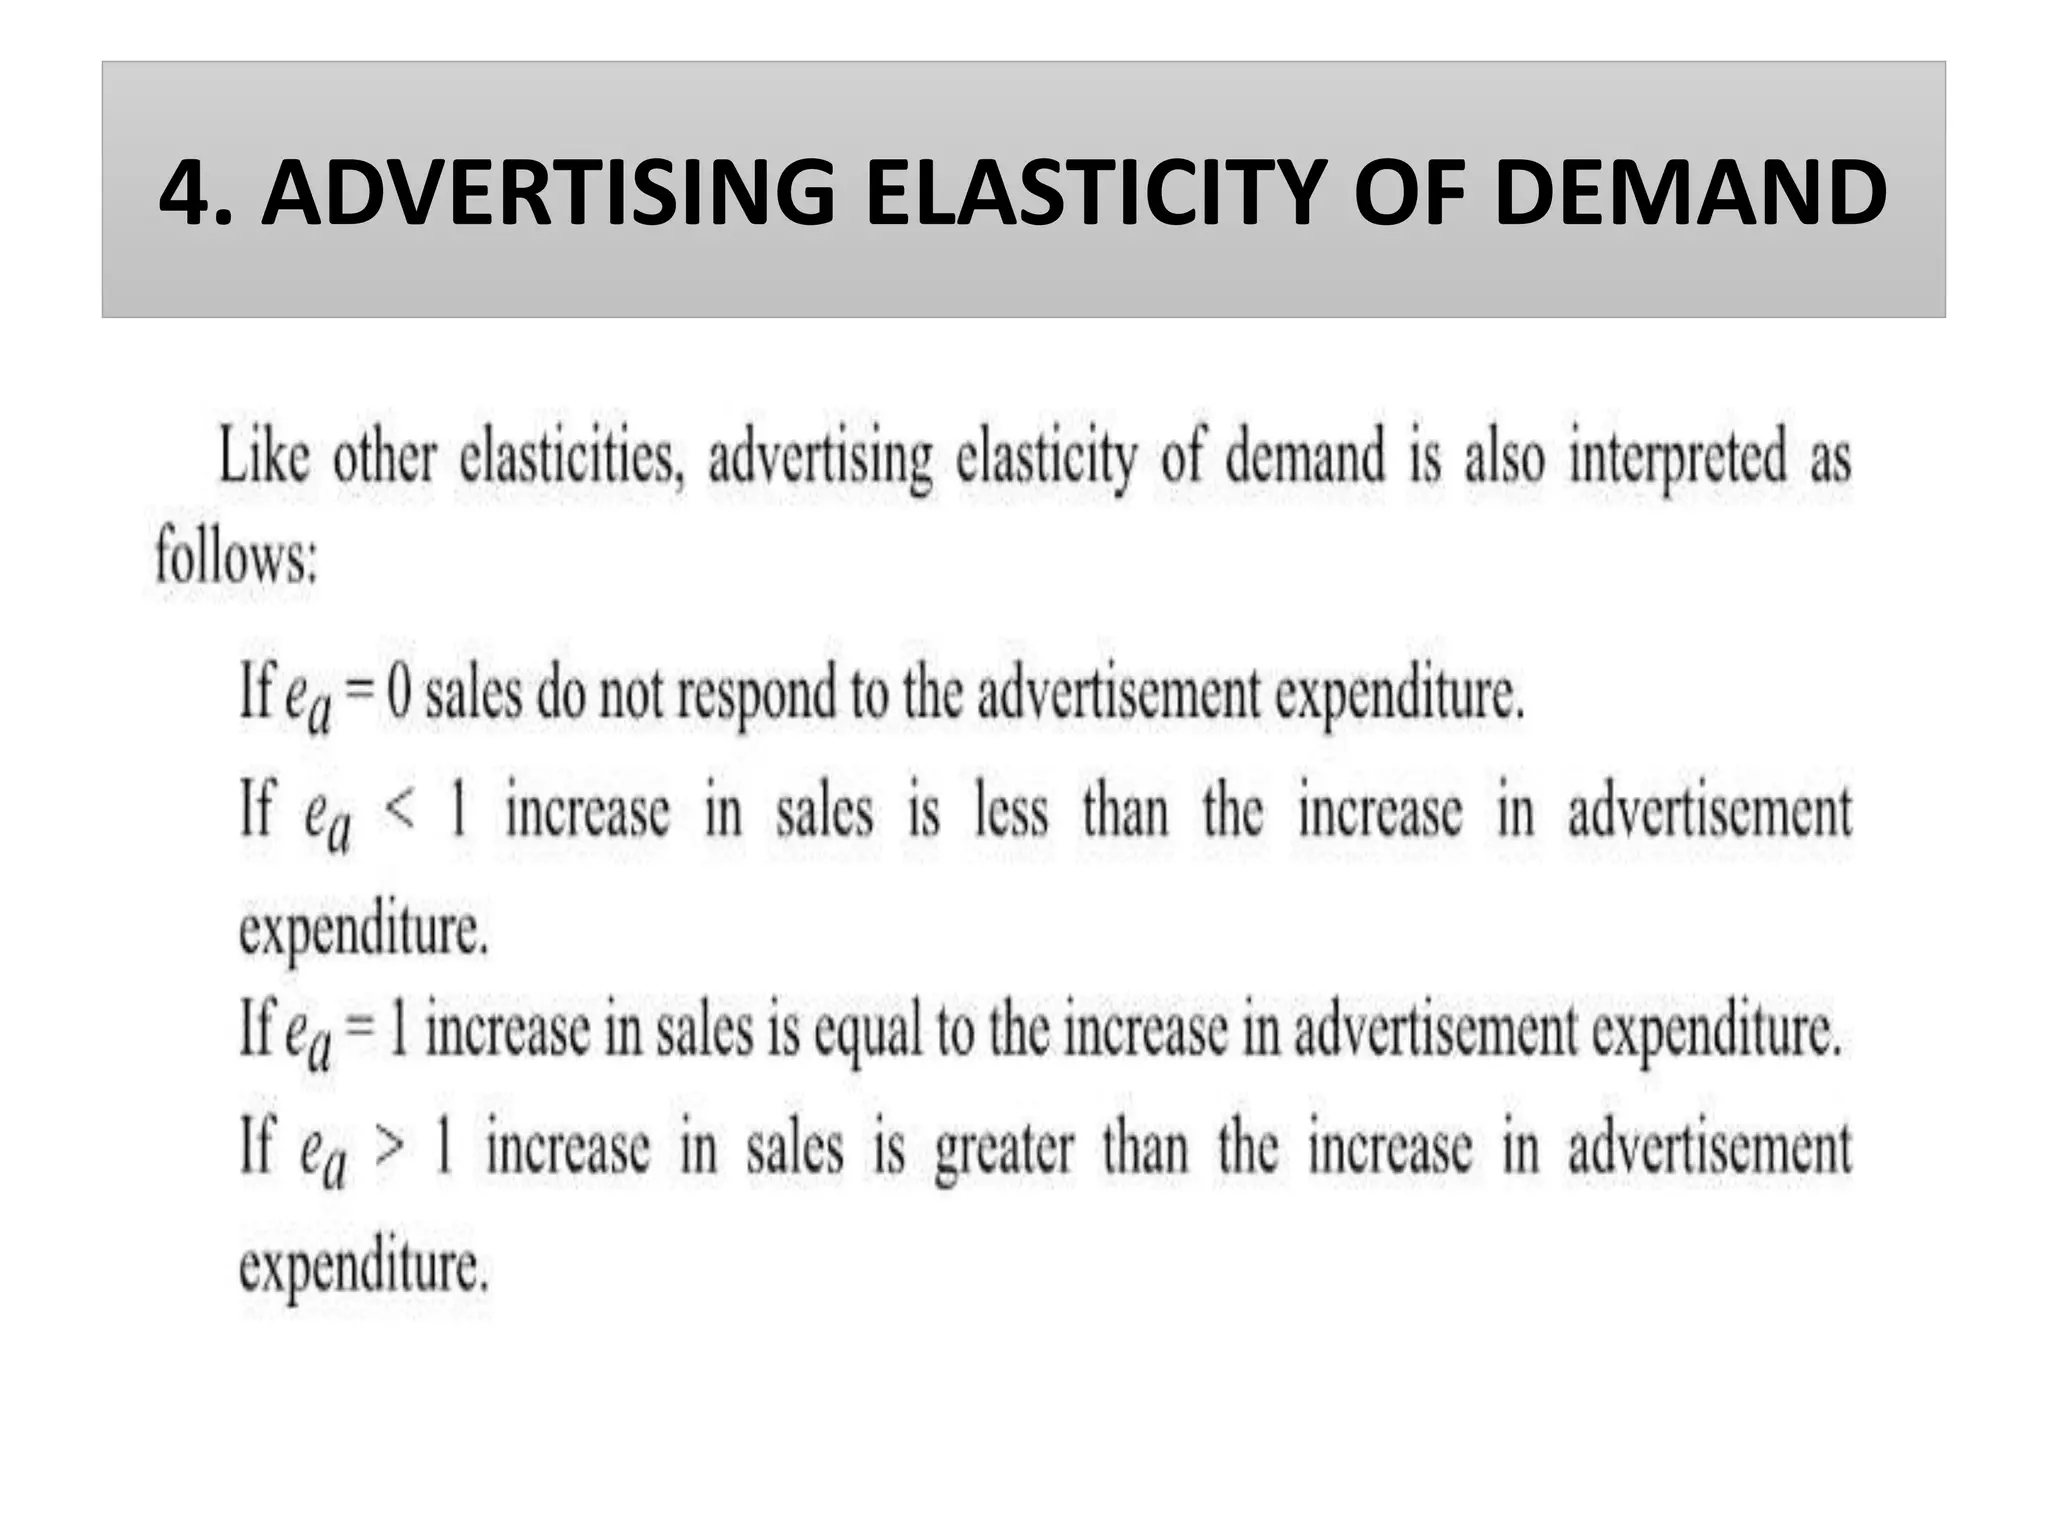 4. ADVERTISING ELASTICITY OF DEMAND
Like other elasticities, advertising elasticity of demand is also interpreted as
follows:
If eₐ = 0 sales do not respond to the advertisement expenditure.
If eₐ < 1 increase in sales is less than the increase in advertisement
expenditure.
If eₐ = 1 increase in sales is equal to the increase in advertisement expenditure.
If eₐ > 1 increase in sales is greater than the increase in advertisement
expenditure.